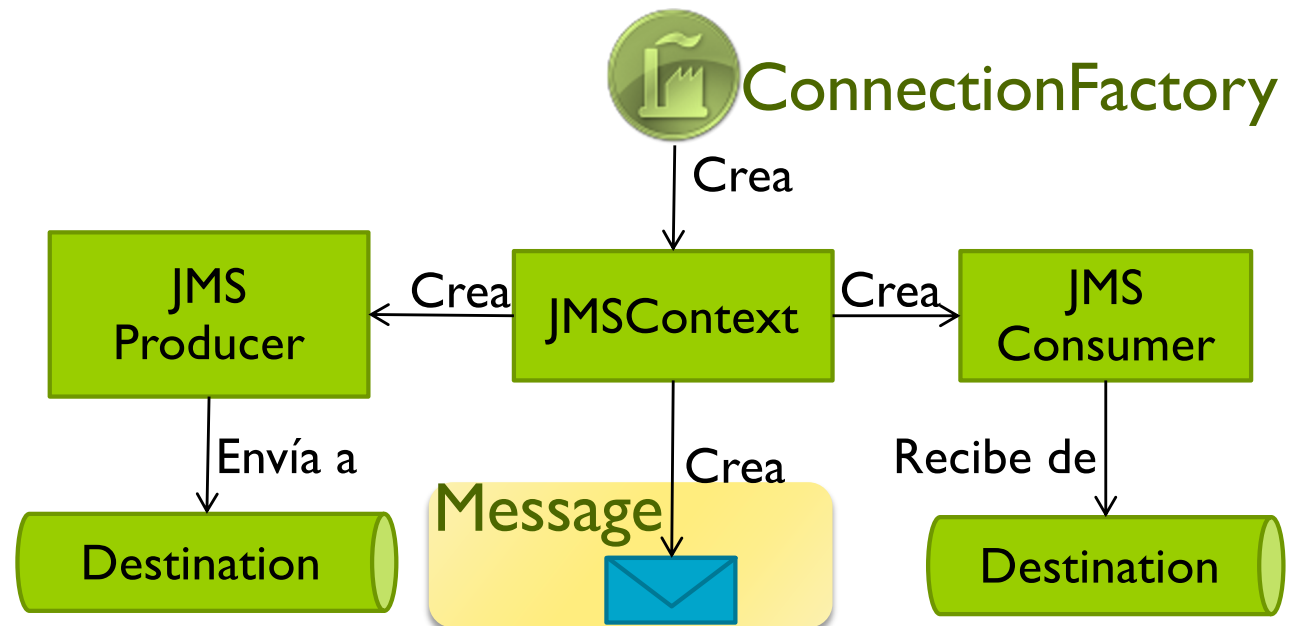 ConnectionFactory
Crea
JMS
Producer
Crea
JMSContext
Crea
JMS
Consumer
Envía a
Crea
Recibe de
Message
Destination
Destination